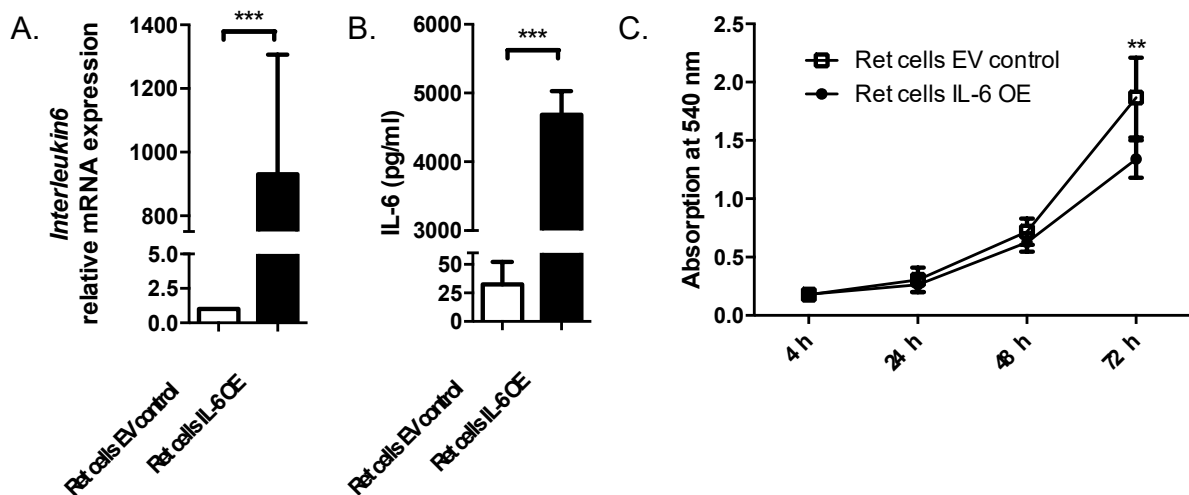 A.
***
Interleukin6
relative mRNA expression
1400
1200
1000
800
5.0
2.5
0.0
Ret cells EV control
Ret cells IL-6 OE
B.
***
IL-6 (pg/ml)
6000
5000
4000
3000
50
25
0
Ret cells EV control
Ret cells IL-6 OE
C.
Ret cells EV control
Ret cells IL-6 OE
**
Absorption at 540 nm
2.5
2.0
1.5
1.0
0.5
0.0
4 h
24 h
48 h
72 h